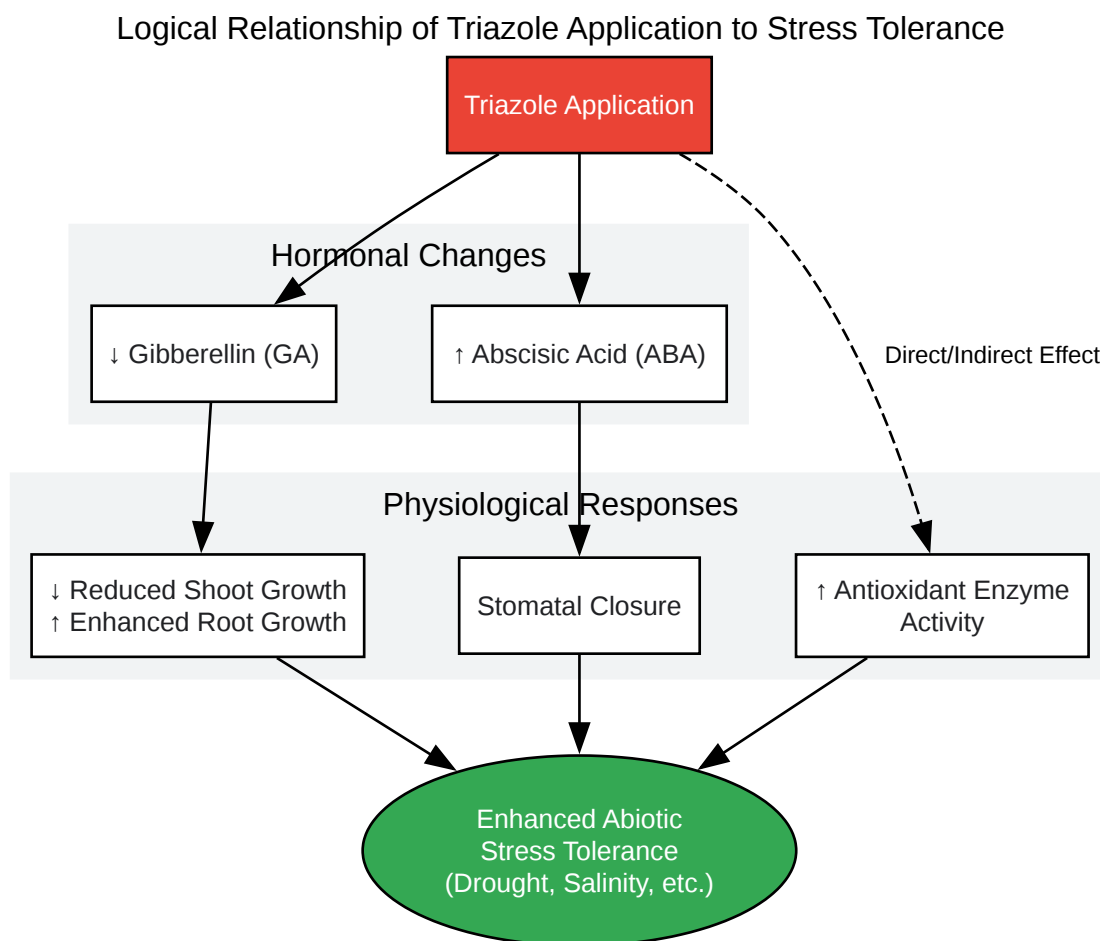 Logical Relationship of Triazole Application to Stress Tolerance
Triazole Application
Hormonal Changes
↓ Gibberellin (GA)
↑ Abscisic Acid (ABA)
Direct/Indirect Effect
Physiological Responses
↓ Reduced Shoot Growth
↑ Enhanced Root Growth
Stomatal Closure
↑ Antioxidant Enzyme
Activity
Enhanced Abiotic
Stress Tolerance
(Drought, Salinity, etc.)